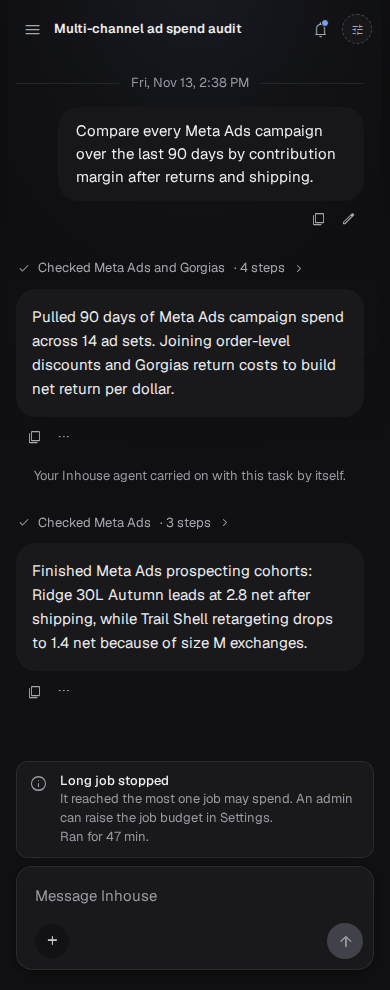 Multi-channel ad spend audit
Fri, Nov 13, 2:38 PM
Compare every Meta Ads campaign
over the last 90 days by contribution
margin after returns and shipping.
Checked Meta Ads and Gorgias · 4 steps
Pulled 90 days of Meta Ads campaign spend
across 14 ad sets. Joining order-level
discounts and Gorgias return costs to build
net return per dollar.
Your Inhouse agent carried on with this task by itself.
Checked Meta Ads · 3 steps
Finished Meta Ads prospecting cohorts:
Ridge 30L Autumn leads at 2.8 net after
shipping, while Trail Shell retargeting drops
to 1.4 net because of size M exchanges.
Long job stopped
It reached the most one job may spend. An admin
can raise the job budget in Settings.
Ran for 47 min.
Message Inhouse